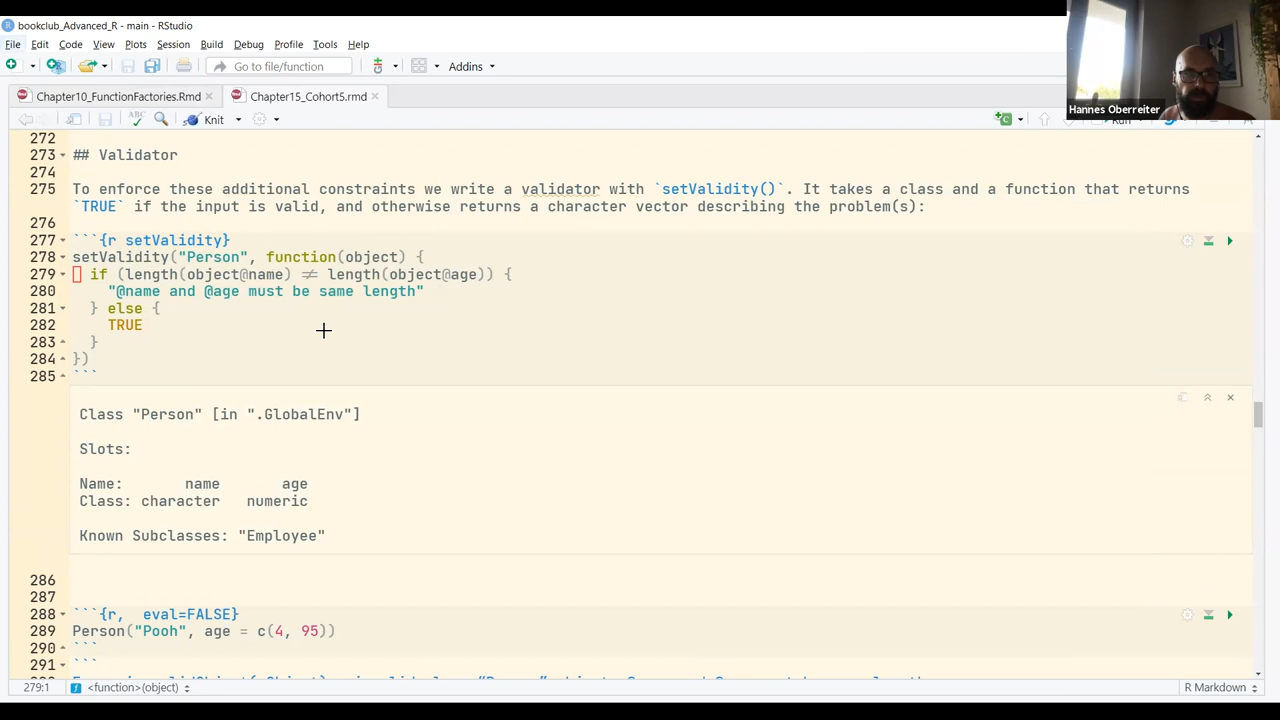 bookclub_Advanced_R - main - RStudio
File Edit Code View Plots Session Build Debug Profile Tools Help
Go to file/function Addins
Chapter10_FunctionFactories.Rmd Chapter15_Cohort5.rmd
Hannes Oberreiter
ABC Knit Run
272
273 ## Validator
274
275 To enforce these additional constraints we write a validator with `setValidity()`. It takes a class and a function that returns
`TRUE` if the input is valid, and otherwise returns a character vector describing the problem(s):
276
277 ```{r setValidity}
278 setValidity("Person", function(object) {
279 if (length(object@name) ≠ length(object@age)) {
280 "@name and @age must be same length"
281 } else {
282 TRUE
283 }
284 })
285 ```
Class "Person" [in ".GlobalEnv"]
Slots:
Name: name age
Class: character numeric
Known Subclasses: "Employee"
286
287
288 ```{r, eval=FALSE}
289 Person("Pooh", age = c(4, 95))
290 ```
291 ```
279:1 <function>(object) R Markdown